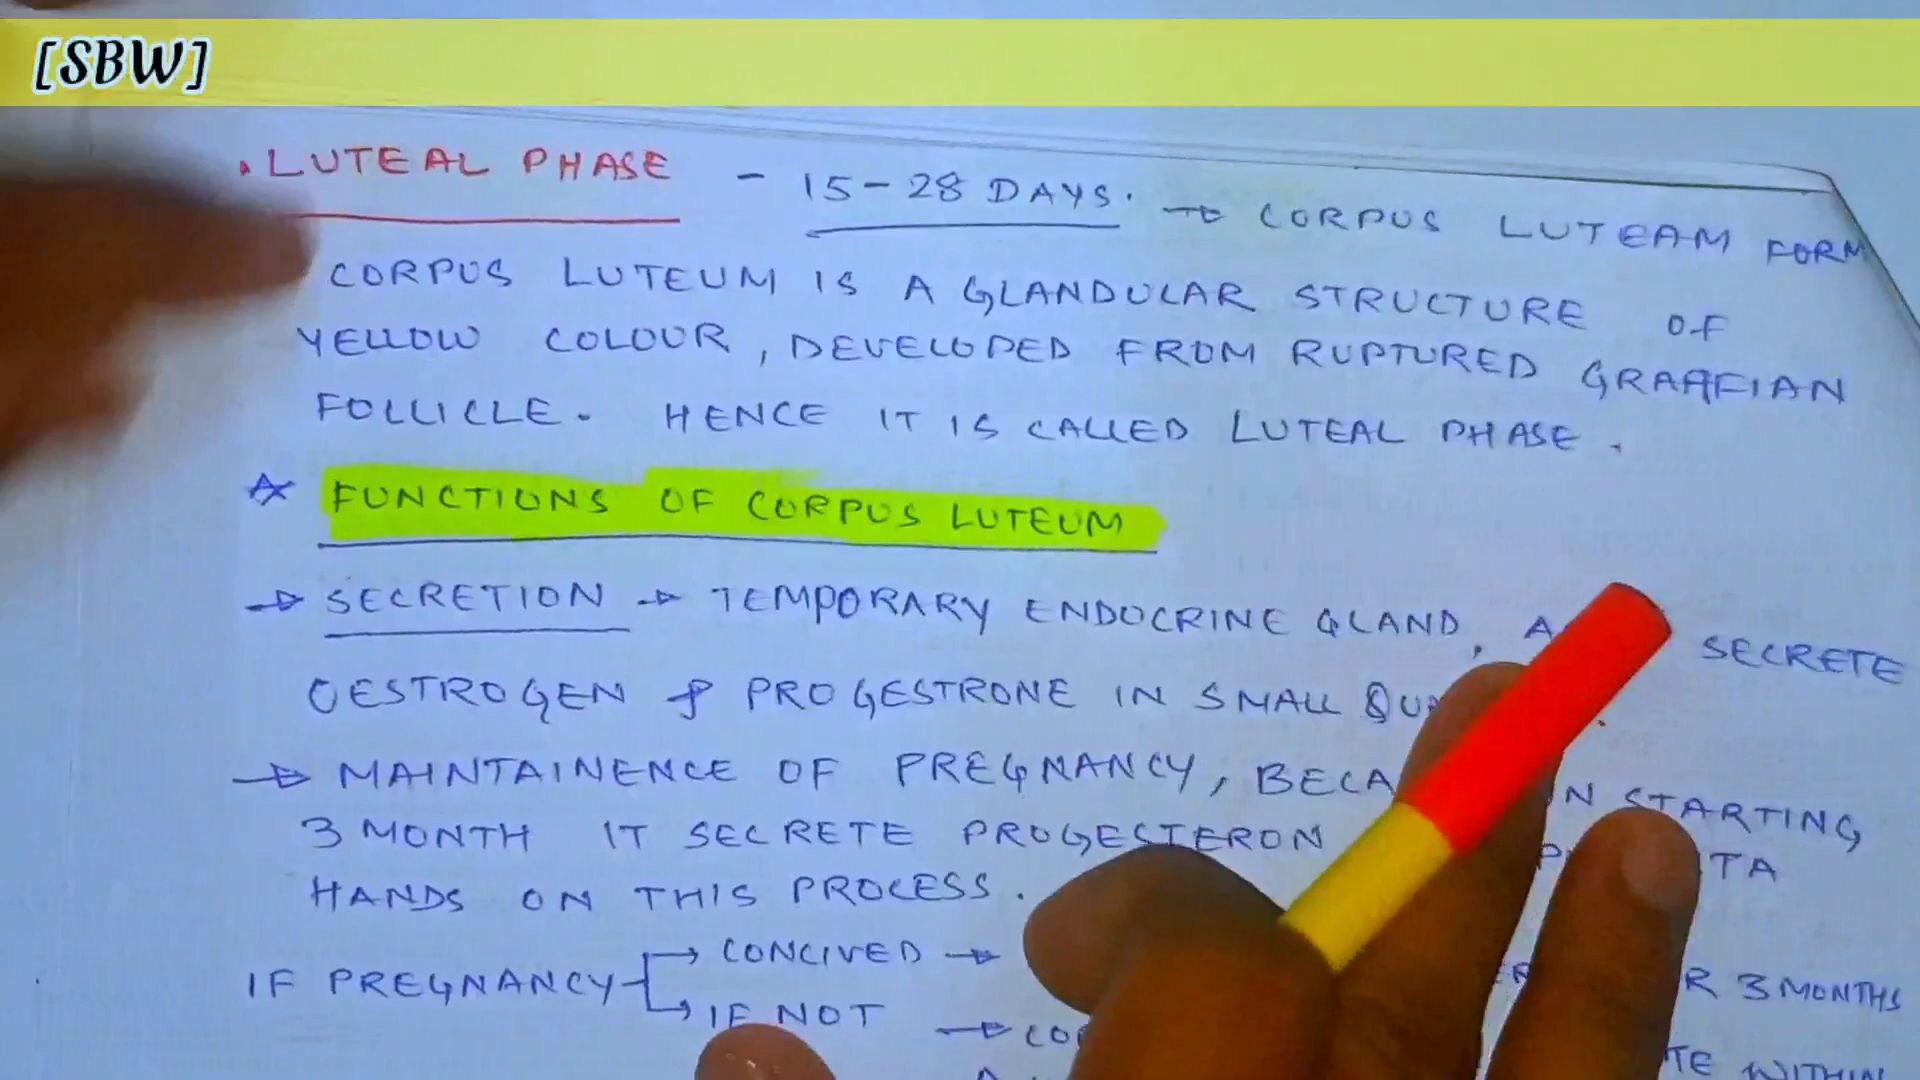 [SBW]
. LUTEAL PHASE - 15-28 DAYS. → CORPUS LUTEAM FORM
CORPUS LUTEUM IS A GLANDULAR STRUCTURE OF
YELLOW COLOUR, DEVELOPED FROM RUPTURED GRAAFIAN
FOLLICLE. HENCE IT IS CALLED LUTEAL PHASE.
FUNCTIONS OF CORPUS LUTEUM
→ SECRETION → TEMPORARY ENDOCRINE GLAND, SECRETE
OESTROGEN & PROGESTRONE IN SMALL
→ MAINTAINENCE OF PREGNANCY, STARTING
3 MONTH IT SECRETE PROGESTERON
HANDS ON THIS PROCESS.
IF PREGNANCY → CONCIVED → 3 MONTHS
→ IF NOT → WITHIN